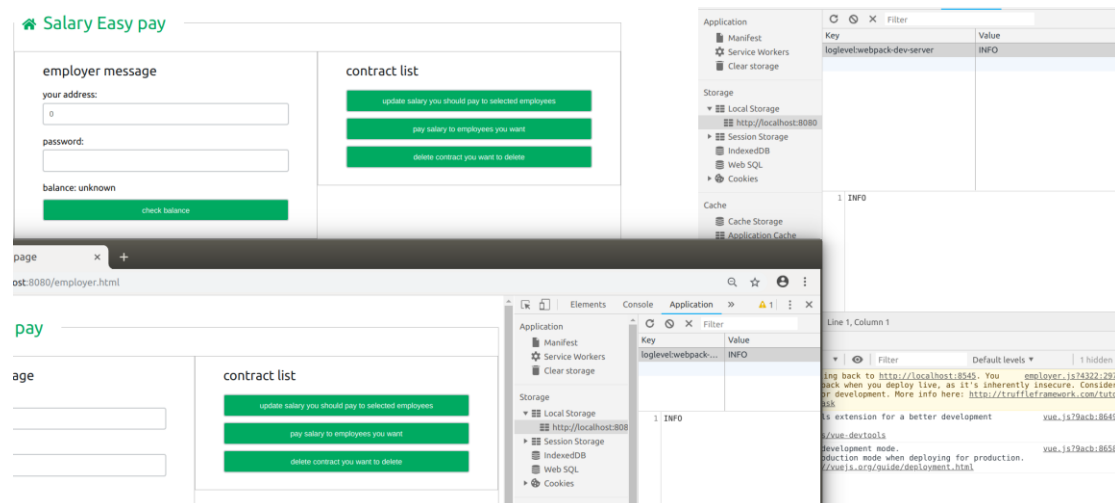 Salary Easy pay
employer message
your address:
0
password:
balance: unknown
check balance
contract list
update salary you should pay to selected employees
pay salary to employees you want
delete contract you want to delete
Application
Manifest
Service Workers
Clear storage
Storage
Local Storage
http://localhost:8080
Session Storage
IndexedDB
Web SQL
Cookies
Cache
Cache Storage
Application Cache
Filter
Key Value
loglevel:webpack-dev-server INFO
1 INFO
Line 1, Column 1
Filter Default levels ▼ 1 hidden
ing back to http://localhost:8545. You employer.js?4322:297
back when you deploy live, as it's inherently insecure. Consider
or development. More info here: http://truffleframework.com/tuto
ask
ls extension for a better development vue.js?9acb:8649
s/vue-devtools
development mode. vue.js?9acb:8658
oduction mode when deploying for production.
//vuejs.org/guide/deployment.html
page × +
ost:8080/employer.html
pay
age
contract list
update salary you should pay to selected employees
pay salary to employees you want
delete contract you want to delete
Elements Console Application » 1
Application
Manifest
Service Workers
Clear storage
Storage
Local Storage
http://localhost:808
Session Storage
IndexedDB
Web SQL
Cookies
Filter
Key Value
loglevel:webpack-... INFO
1 INFO